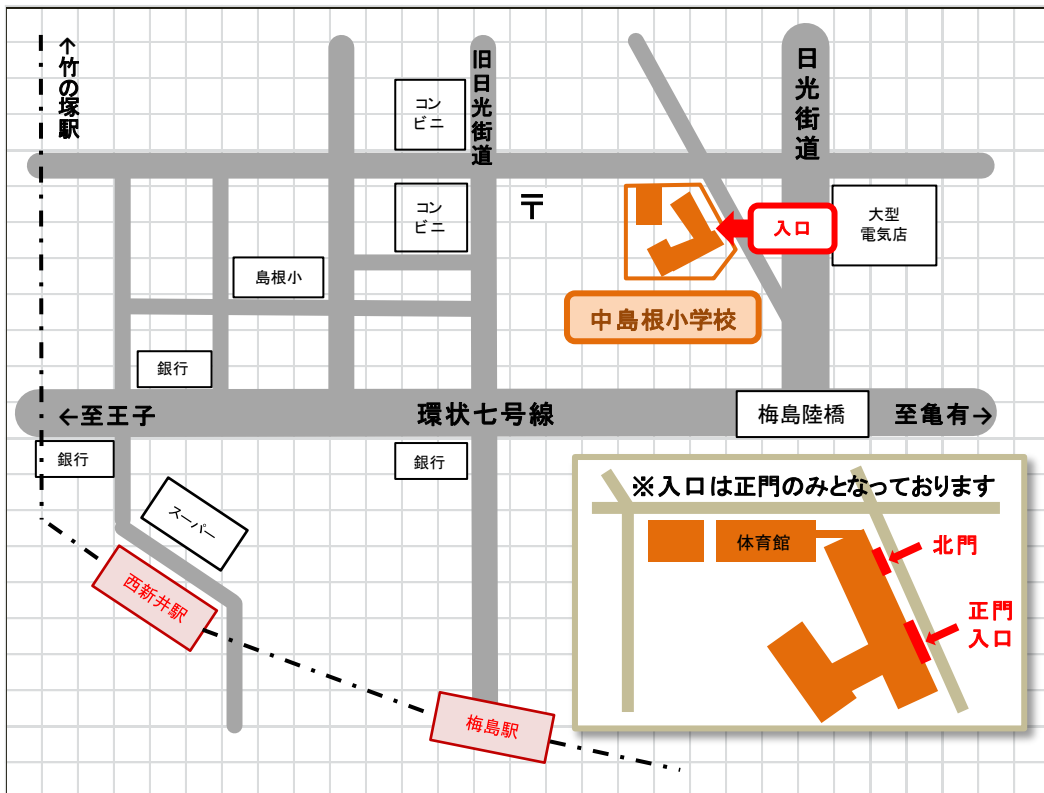 ↑竹の塚駅
コン
ビニ
旧日光街道
日光街道
コン
ビニ
〒
入口
大型
電気店
島根小
中島根小学校
銀行
←至王子
環状七号線
梅島陸橋
至亀有→
銀行
銀行
スーパー
西新井駅
梅島駅
※入口は正門のみとなっております
体育館
北門
正門
入口